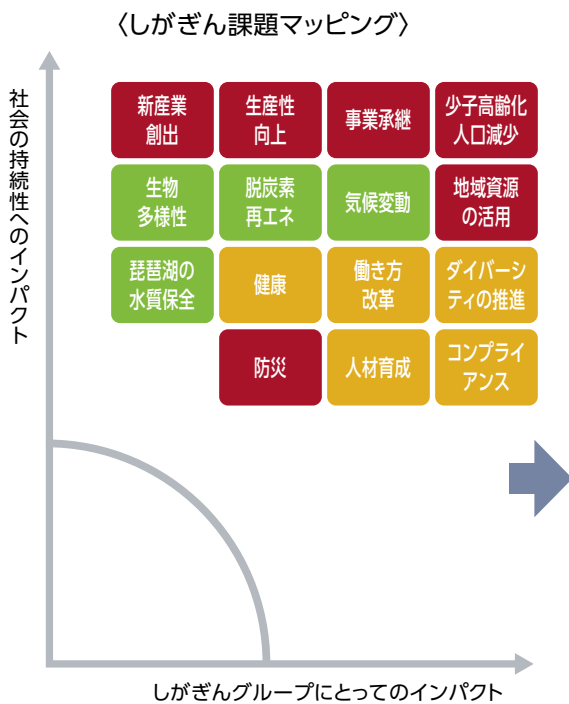 〈しがぎん課題マッピング〉
社会の持続性へのインパクト
新産業
創出
生産性
向上
事業承継
少子高齢化
人口減少
生物
多様性
脱炭素
再エネ
気候変動
地域資源
の活用
琵琶湖の
水質保全
健康
働き方
改革
ダイバーシ
ティの推進
防災
人材育成
コンプライ
アンス
しがぎんグループにとってのインパクト